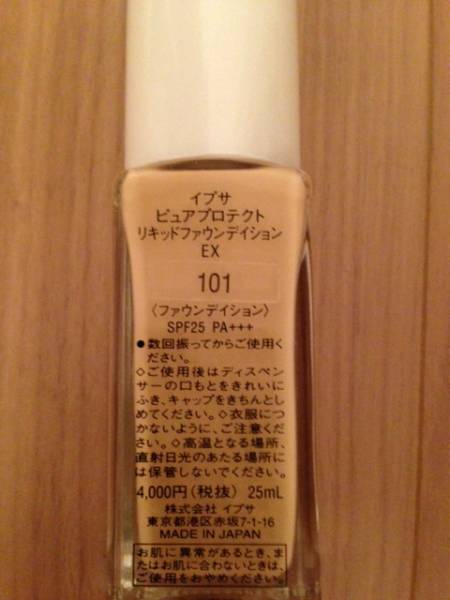 イプサ
ピュアプロテクト
リキッドファウンデイション
EX
101
〈ファウンデイション〉
SPF25 PA+++
●数回振ってからご使用く
ださい。
◇ご使用後はディスペン
サーの口もとをきれいに
ふき、キャップをきちんとし
めてください。◇衣服につ
かないように、ご注意くだ
さい。◇高温となる場所、
直射日光のあたる場所に
は保管しないでください。
4,000円(税抜) 25mL
株式会社 イプサ
東京都港区赤坂7-1-16
MADE IN JAPAN
お肌に異常があるとき、ま
たはお肌に合わないときは、
ご使用をおやめください。